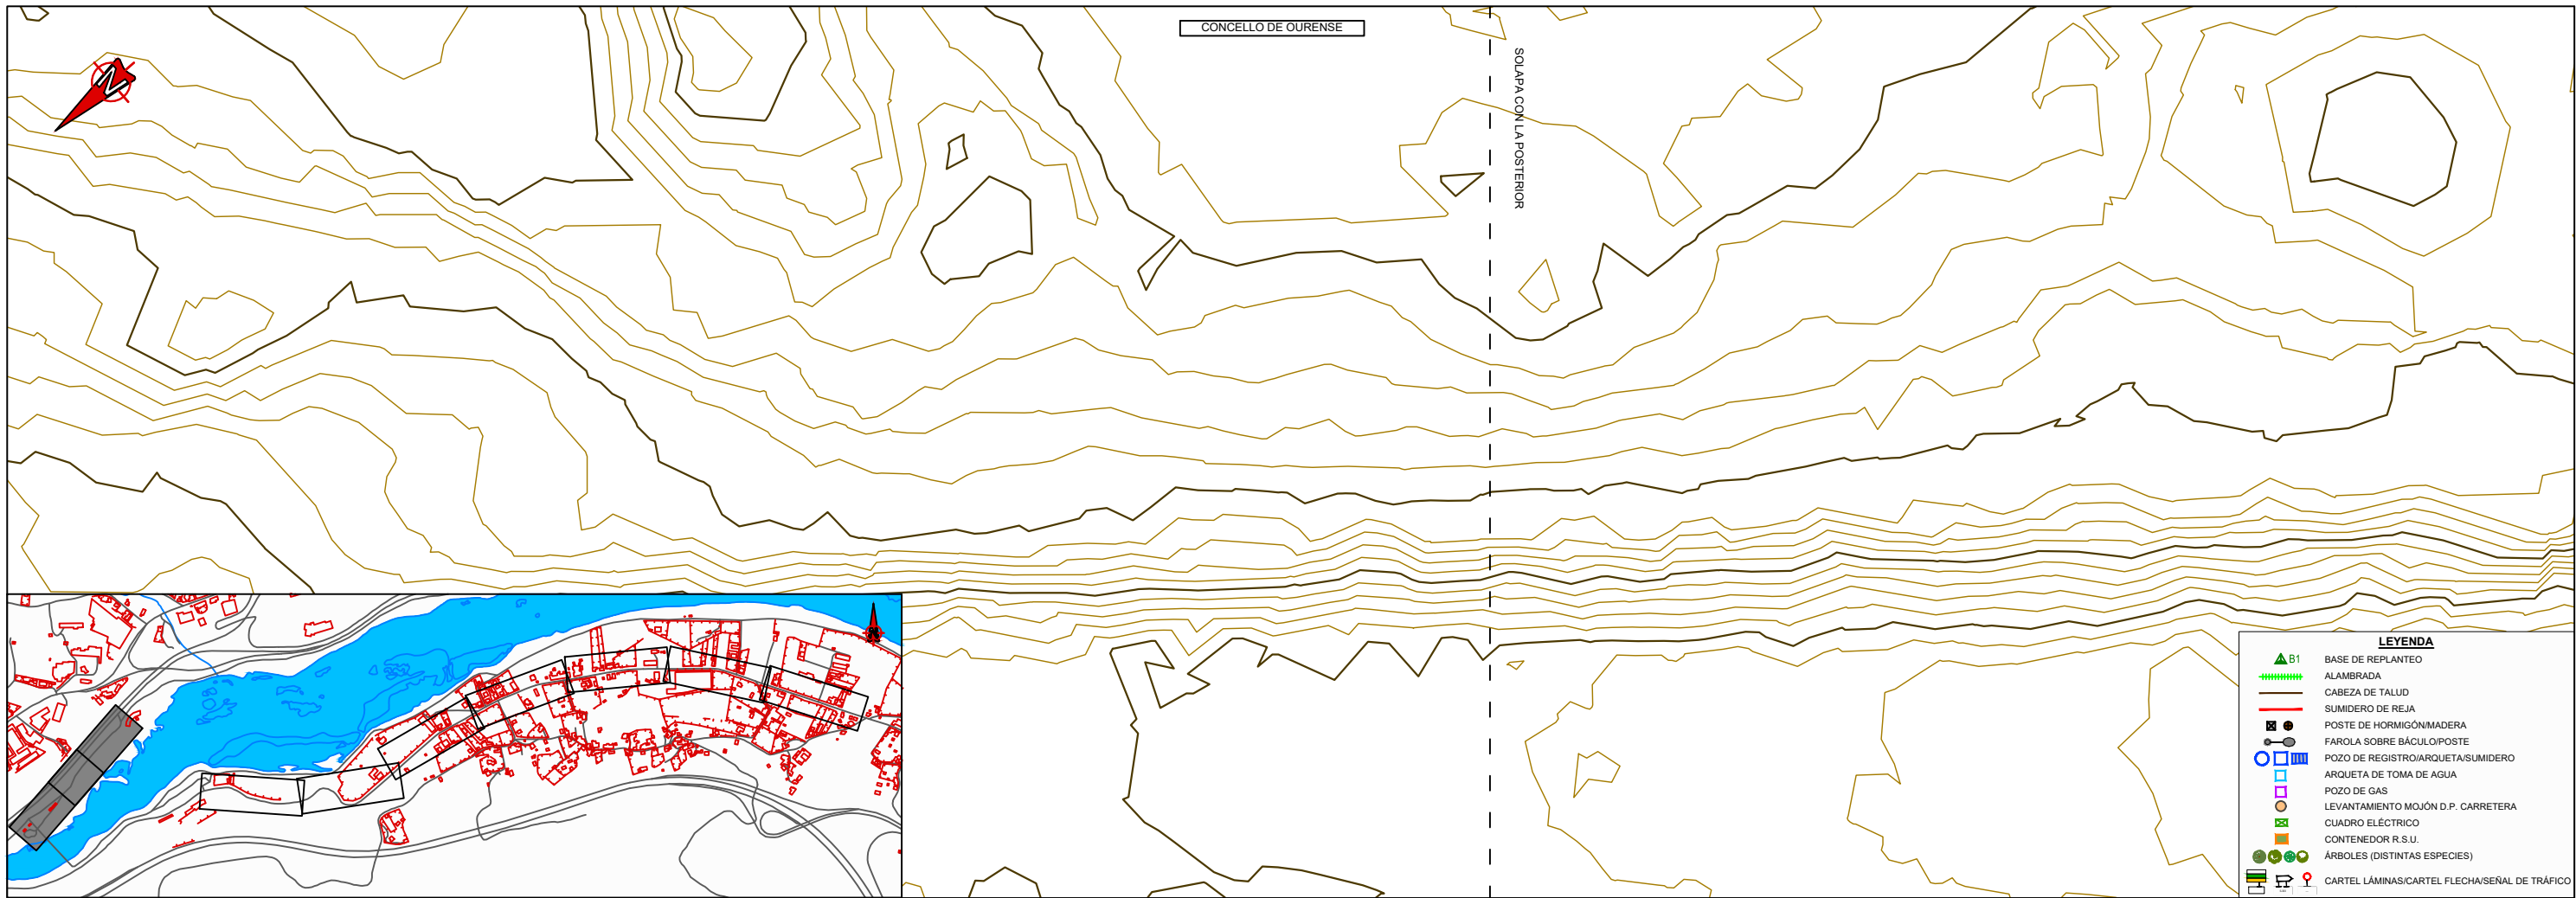 CONCELLO DE OURENSE
SOLAPA CON LA POSTERIOR
N
N
LEYENDA
B1 BASE DE REPLANTEO
ALAMBRADA
CABEZA DE TALUD
SUMIDERO DE REJA
POSTE DE HORMIGÓN/MADERA
FAROLA SOBRE BÁCULO/POSTE
POZO DE REGISTRO/ARQUETA/SUMIDERO
ARQUETA DE TOMA DE AGUA
POZO DE GAS
LEVANTAMIENTO MOJÓN D.P. CARRETERA
CUADRO ELÉCTRICO
CONTENEDOR R.S.U.
ÁRBOLES (DISTINTAS ESPECIES)
CARTEL LÁMINAS/CARTEL FLECHA/SEÑAL DE TRÁFICO